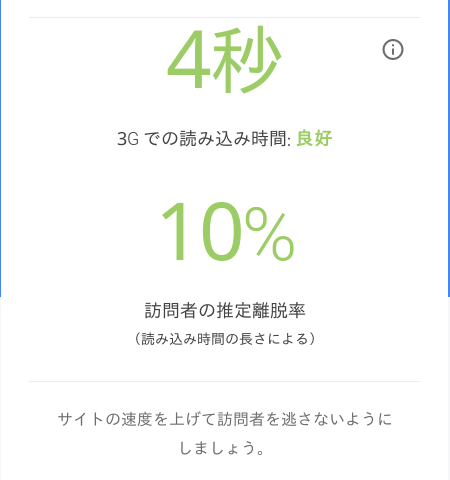 4秒
3G での読み込み時間: 良好
10%
訪問者の推定離脱率
（読み込み時間の長さによる）
サイトの速度を上げて訪問者を逃さないように
しましょう。